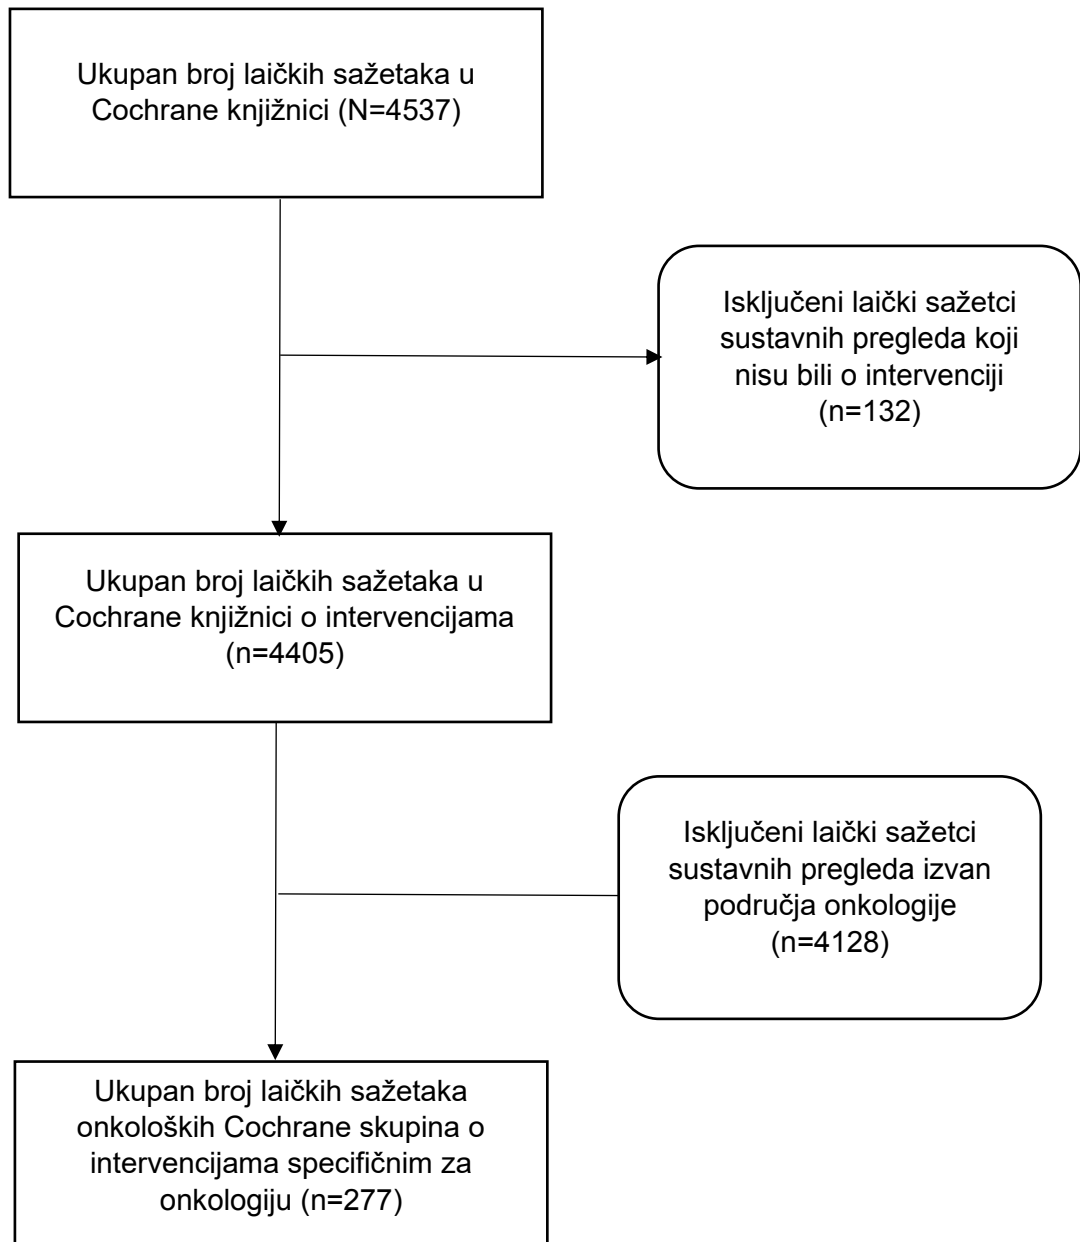 Ukupan broj laičkih sažetaka u
Cochrane knjižnici (N=4537)
Isključeni laički sažetci
sustavnih pregleda koji
nisu bili o intervenciji
(n=132)
Ukupan broj laičkih sažetaka u
Cochrane knjižnici o intervencijama
(n=4405)
Isključeni laički sažetci
sustavnih pregleda izvan
područja onkologije
(n=4128)
Ukupan broj laičkih sažetaka
onkoloških Cochrane skupina o
intervencijama specifičnim za
onkologiju (n=277)